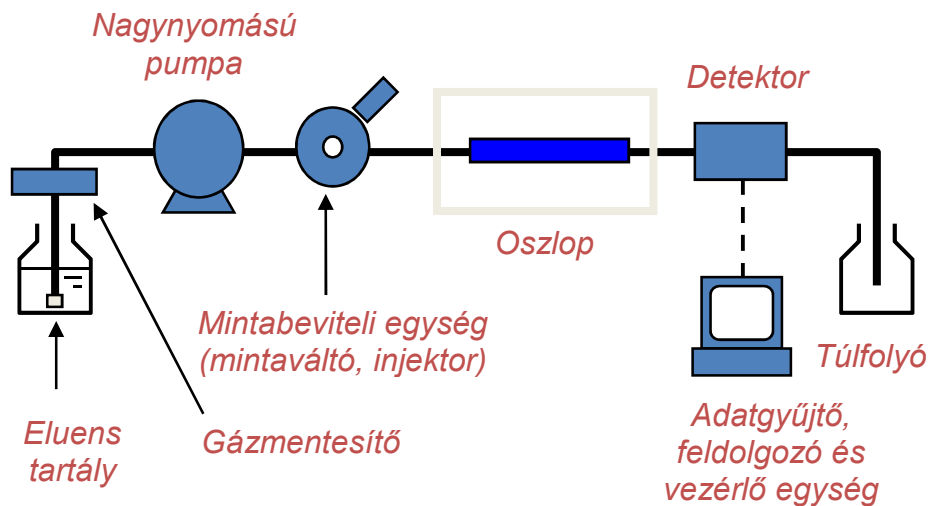 Nagynyomású
pumpa
Detektor
Oszlop
Mintabeviteli egység
(mintaváltó, injektor)
Túlfolyó
Eluens
tartály
Gázmentesítő
Adatgyűjtő,
feldolgozó és
vezérlő egység